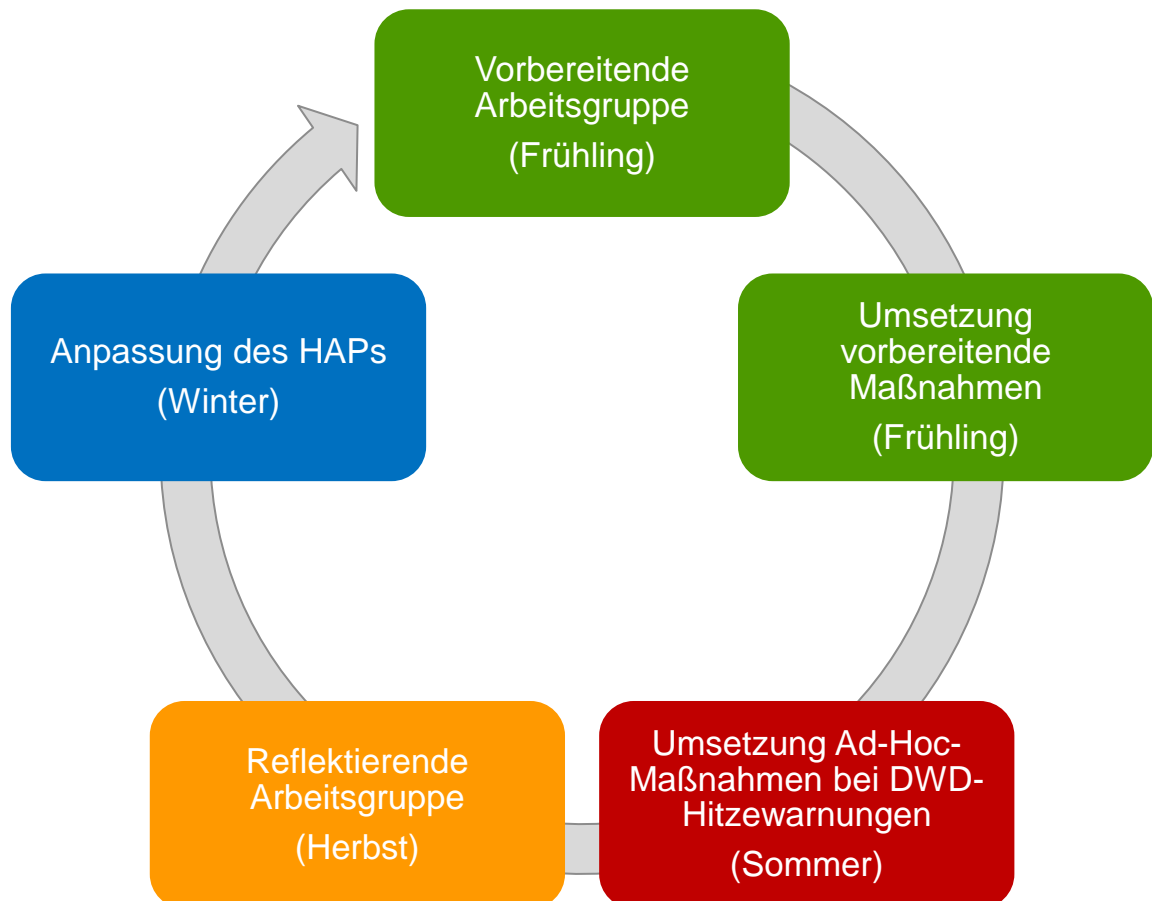 Vorbereitende
Arbeitsgruppe
(Frühling)
Umsetzung
vorbereitende
Maßnahmen
(Frühling)
Umsetzung Ad-Hoc-
Maßnahmen bei DWD-
Hitzewarnungen
(Sommer)
Reflektierende
Arbeitsgruppe
(Herbst)
Anpassung des HAPs
(Winter)